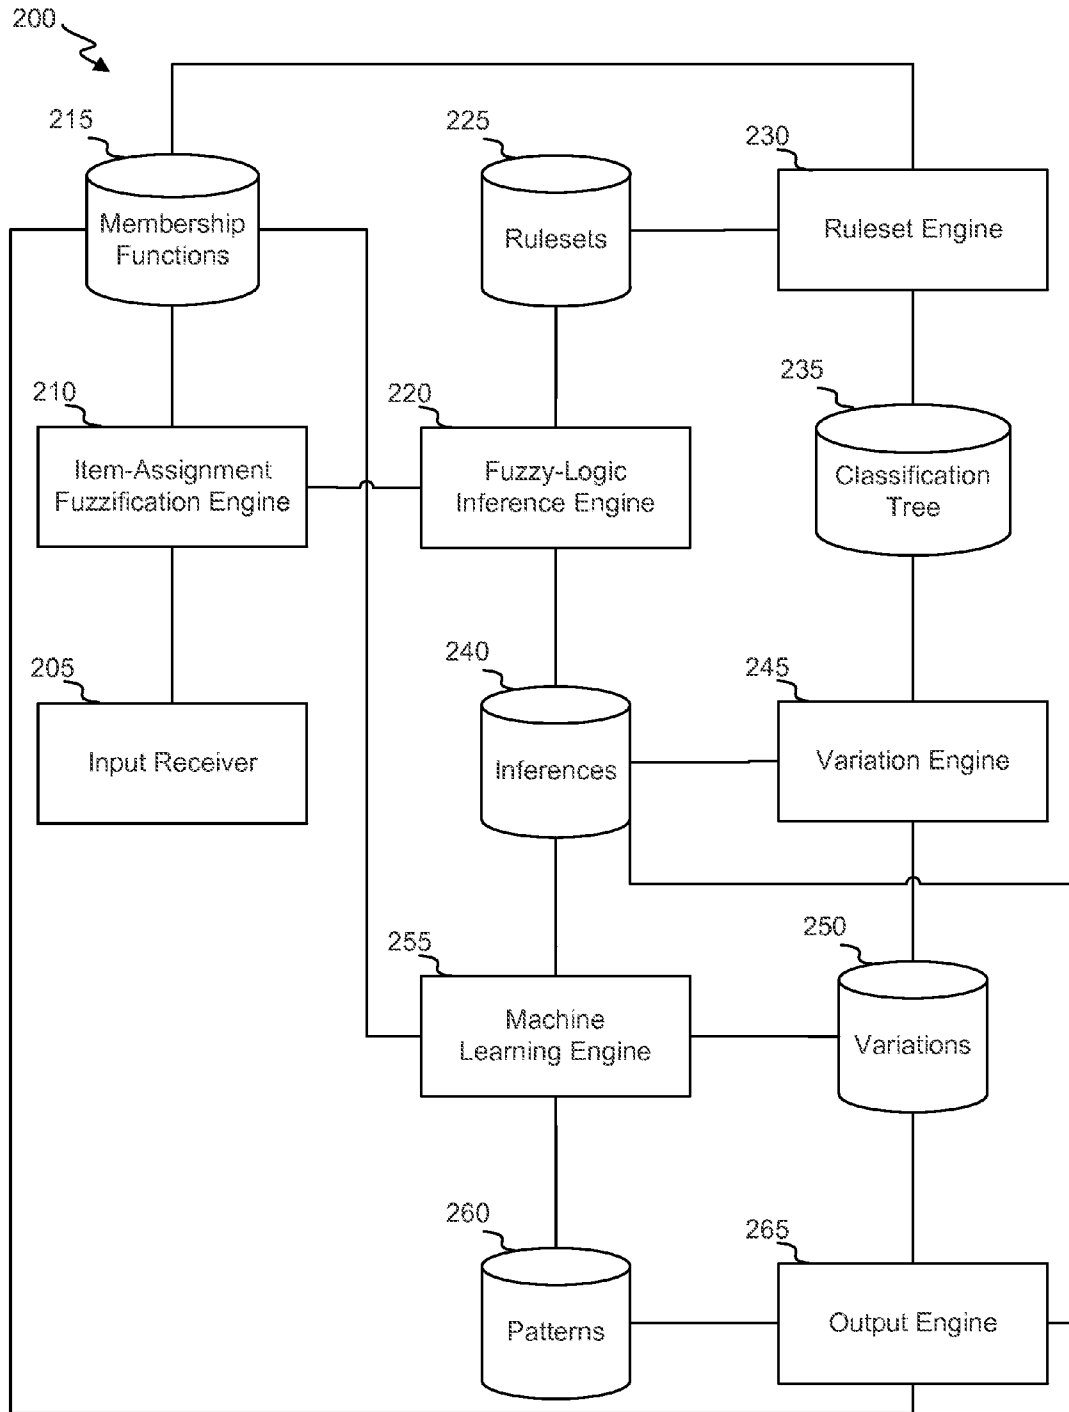 200
215
Membership
Functions
225
Rulesets
230
Ruleset Engine
210
Item-Assignment
Fuzzification Engine
220
Fuzzy-Logic
Inference Engine
235
Classification
Tree
205
Input Receiver
240
Inferences
245
Variation Engine
255
Machine
Learning Engine
250
Variations
260
Patterns
265
Output Engine